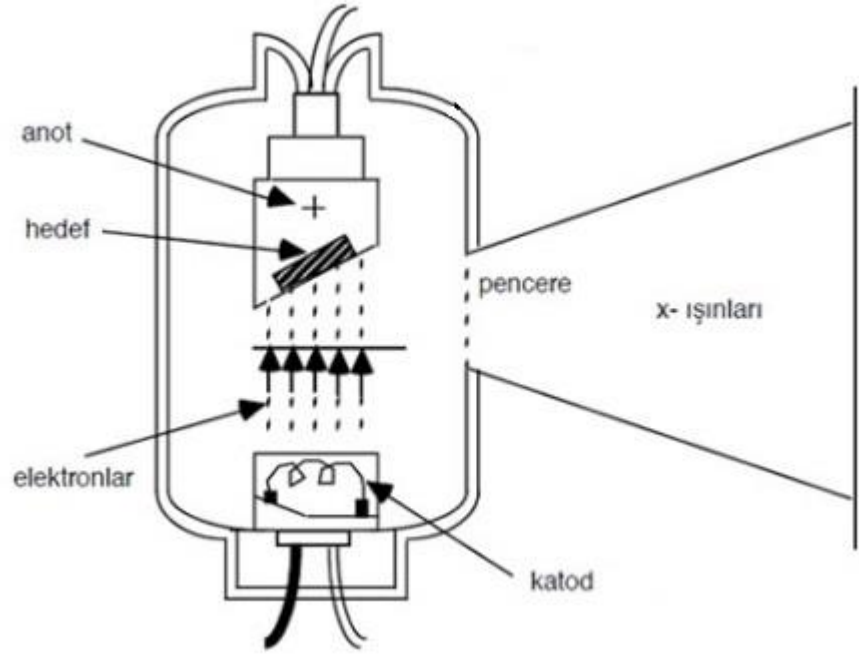 anot
+
hedef
pencere
x- ışınları
elektronlar
katod